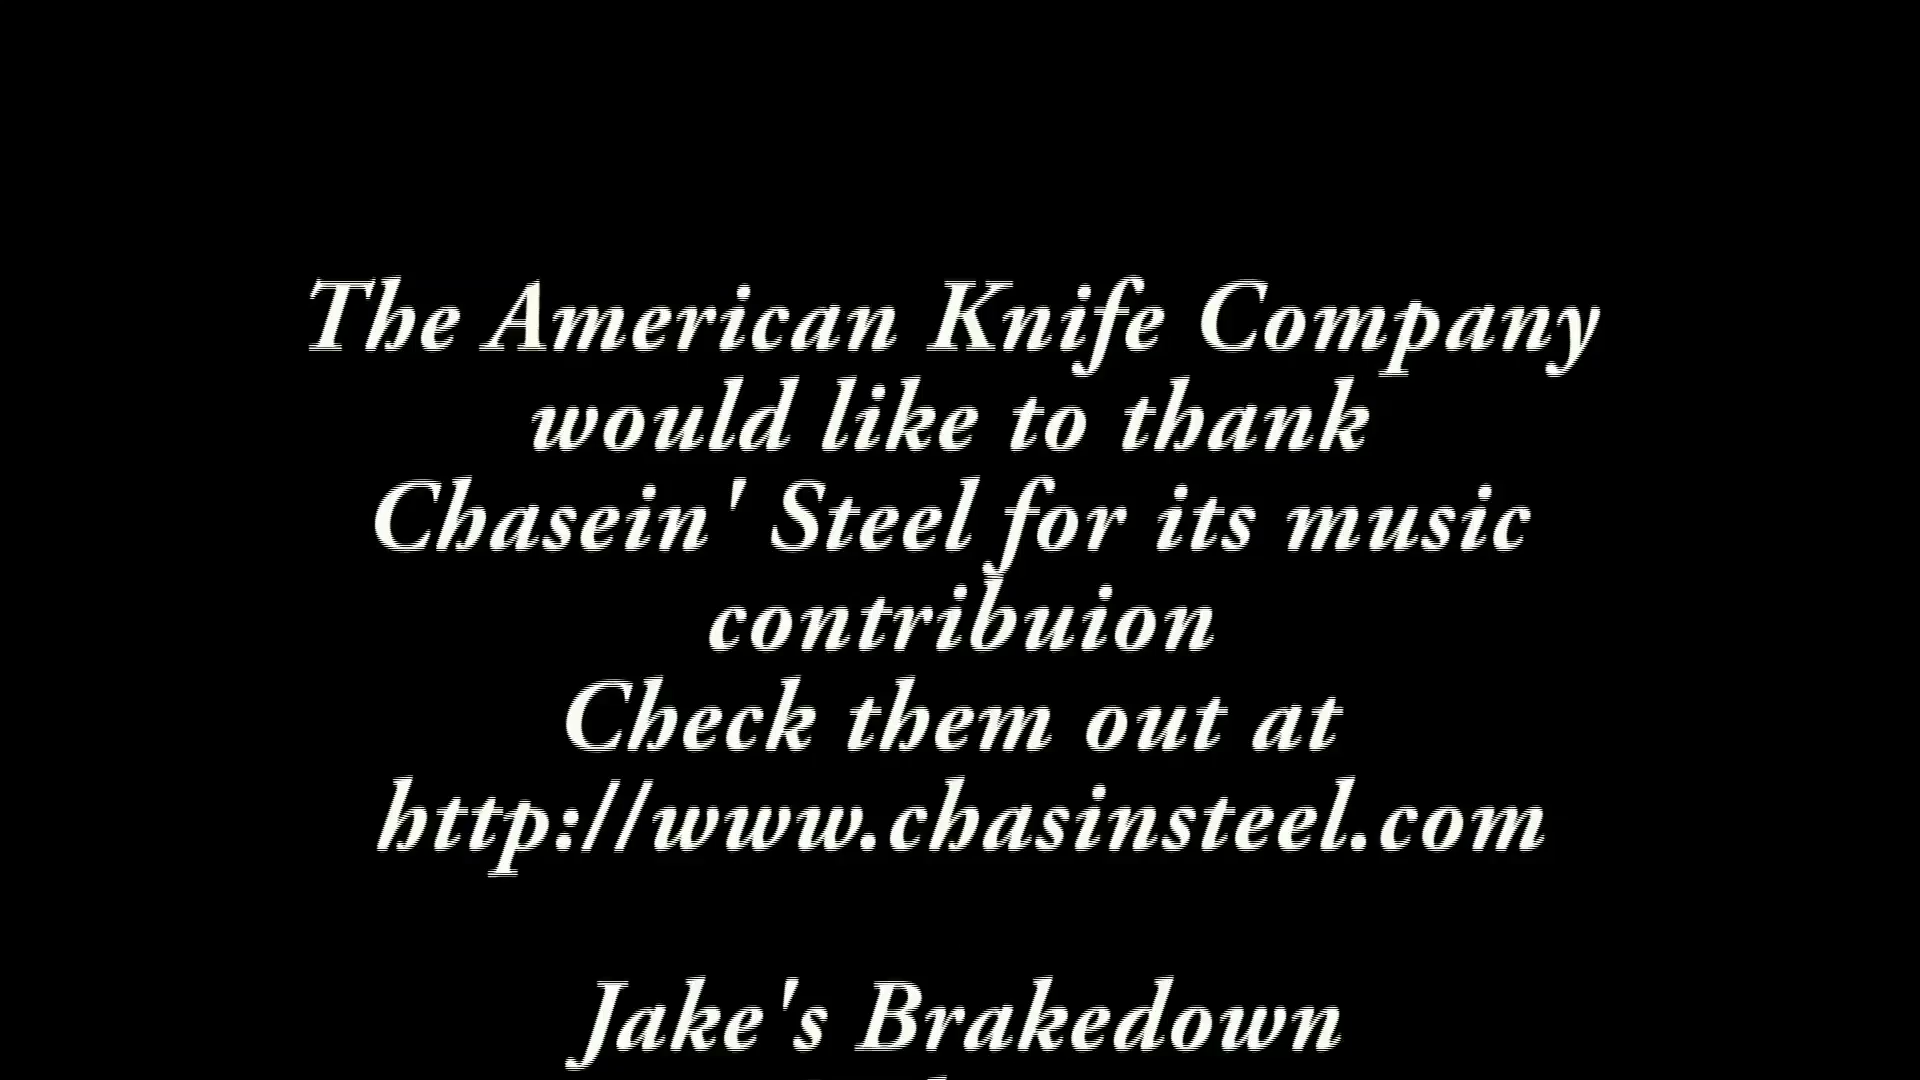 The American Knife Company
would like to thank
Chasein' Steel for its music
contribuion
Check them out at
http://www.chasinsteel.com
Jake's Brakedown